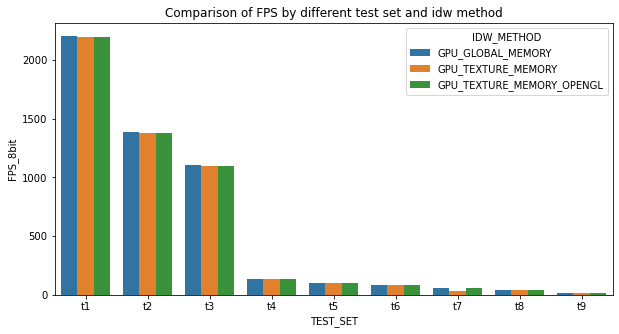 Comparison of FPS by different test set and idw method
IDW_METHOD
GPU_GLOBAL_MEMORY
GPU_TEXTURE_MEMORY
GPU_TEXTURE_MEMORY_OPENGL
FPS_8bit
2000
1500
1000
500
0
t1 t2 t3 t4 t5 t6 t7 t8 t9
TEST_SET